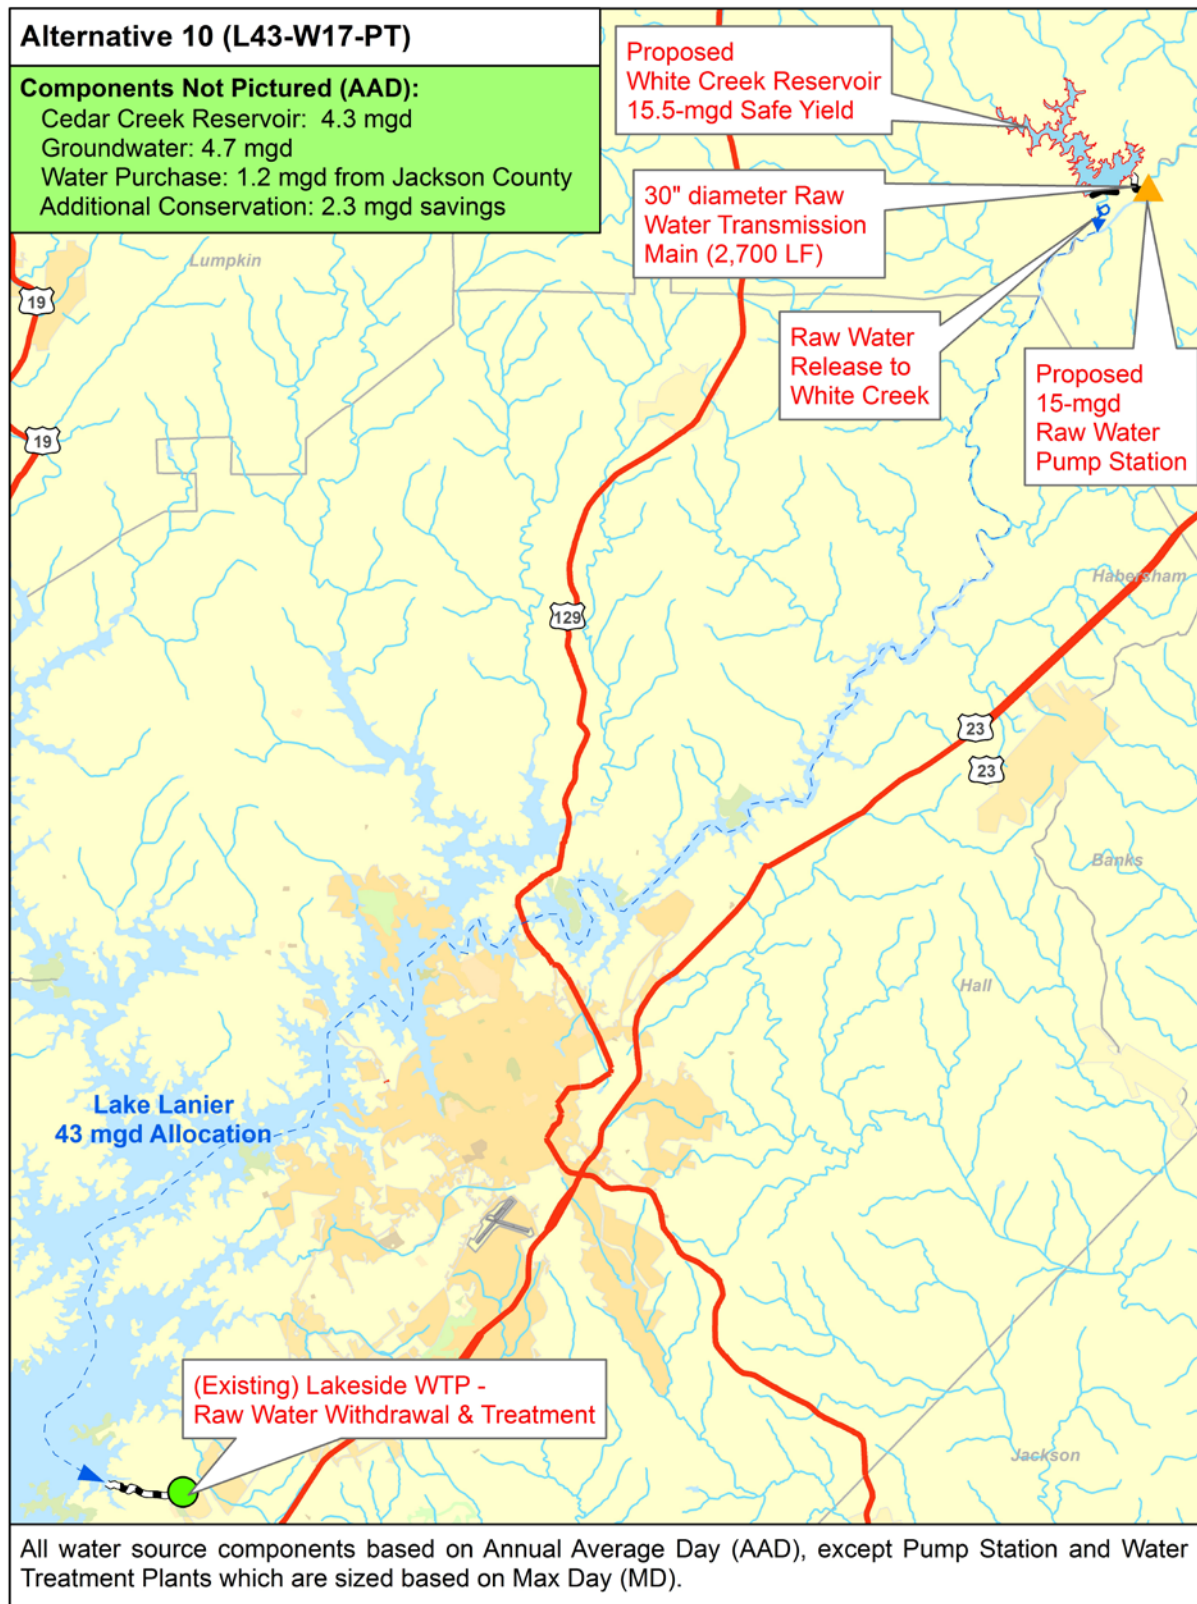 Alternative 10 (L43-W17-PT)
Components Not Pictured (AAD):
Cedar Creek Reservoir: 4.3 mgd
Groundwater: 4.7 mgd
Water Purchase: 1.2 mgd from Jackson County
Additional Conservation: 2.3 mgd savings
Proposed
White Creek Reservoir
15.5-mgd Safe Yield
30" diameter Raw
Water Transmission
Main (2,700 LF)
Raw Water
Release to
White Creek
Proposed
15-mgd
Raw Water
Pump Station
Lumpkin
19
19
129
Habersham
23
23
Banks
Hall
Lake Lanier
43 mgd Allocation
(Existing) Lakeside WTP -
Raw Water Withdrawal & Treatment
Jackson
All water source components based on Annual Average Day (AAD), except Pump Station and Water
Treatment Plants which are sized based on Max Day (MD).